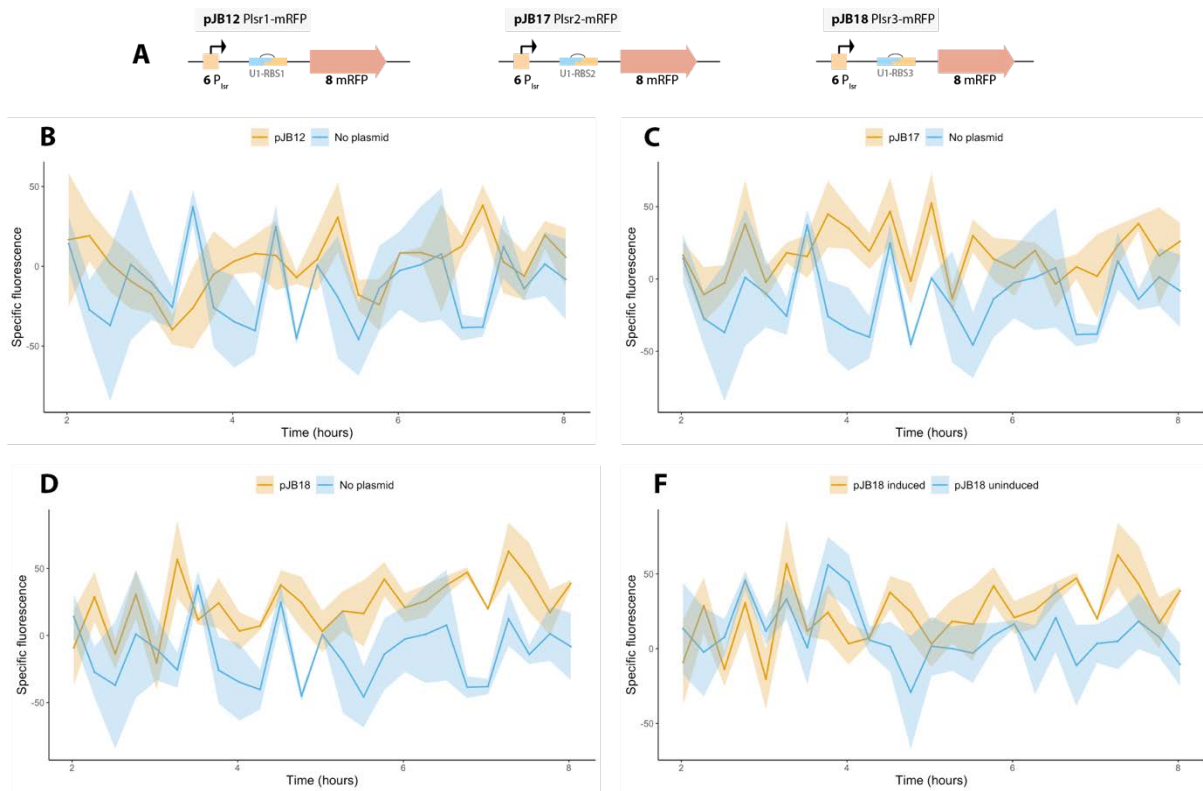 pJB12 Plsr1-mRFP
pJB17 Plsr2-mRFP
pJB18 Plsr3-mRFP
A
U1-RBS1
6 Plsr
8 mRFP
U1-RBS2
6 Plsr
8 mRFP
U1-RBS3
6 Plsr
8 mRFP
B
pJB12 No plasmid
Specific fluorescence
50
0
-50
2 4 6 8
Time (hours)
C
pJB17 No plasmid
Specific fluorescence
50
0
-50
2 4 6 8
Time (hours)
D
pJB18 No plasmid
Specific fluorescence
50
0
-50
2 4 6 8
Time (hours)
F
pJB18 induced pJB18 uninduced
Specific fluorescence
50
0
-50
2 4 6 8
Time (hours)